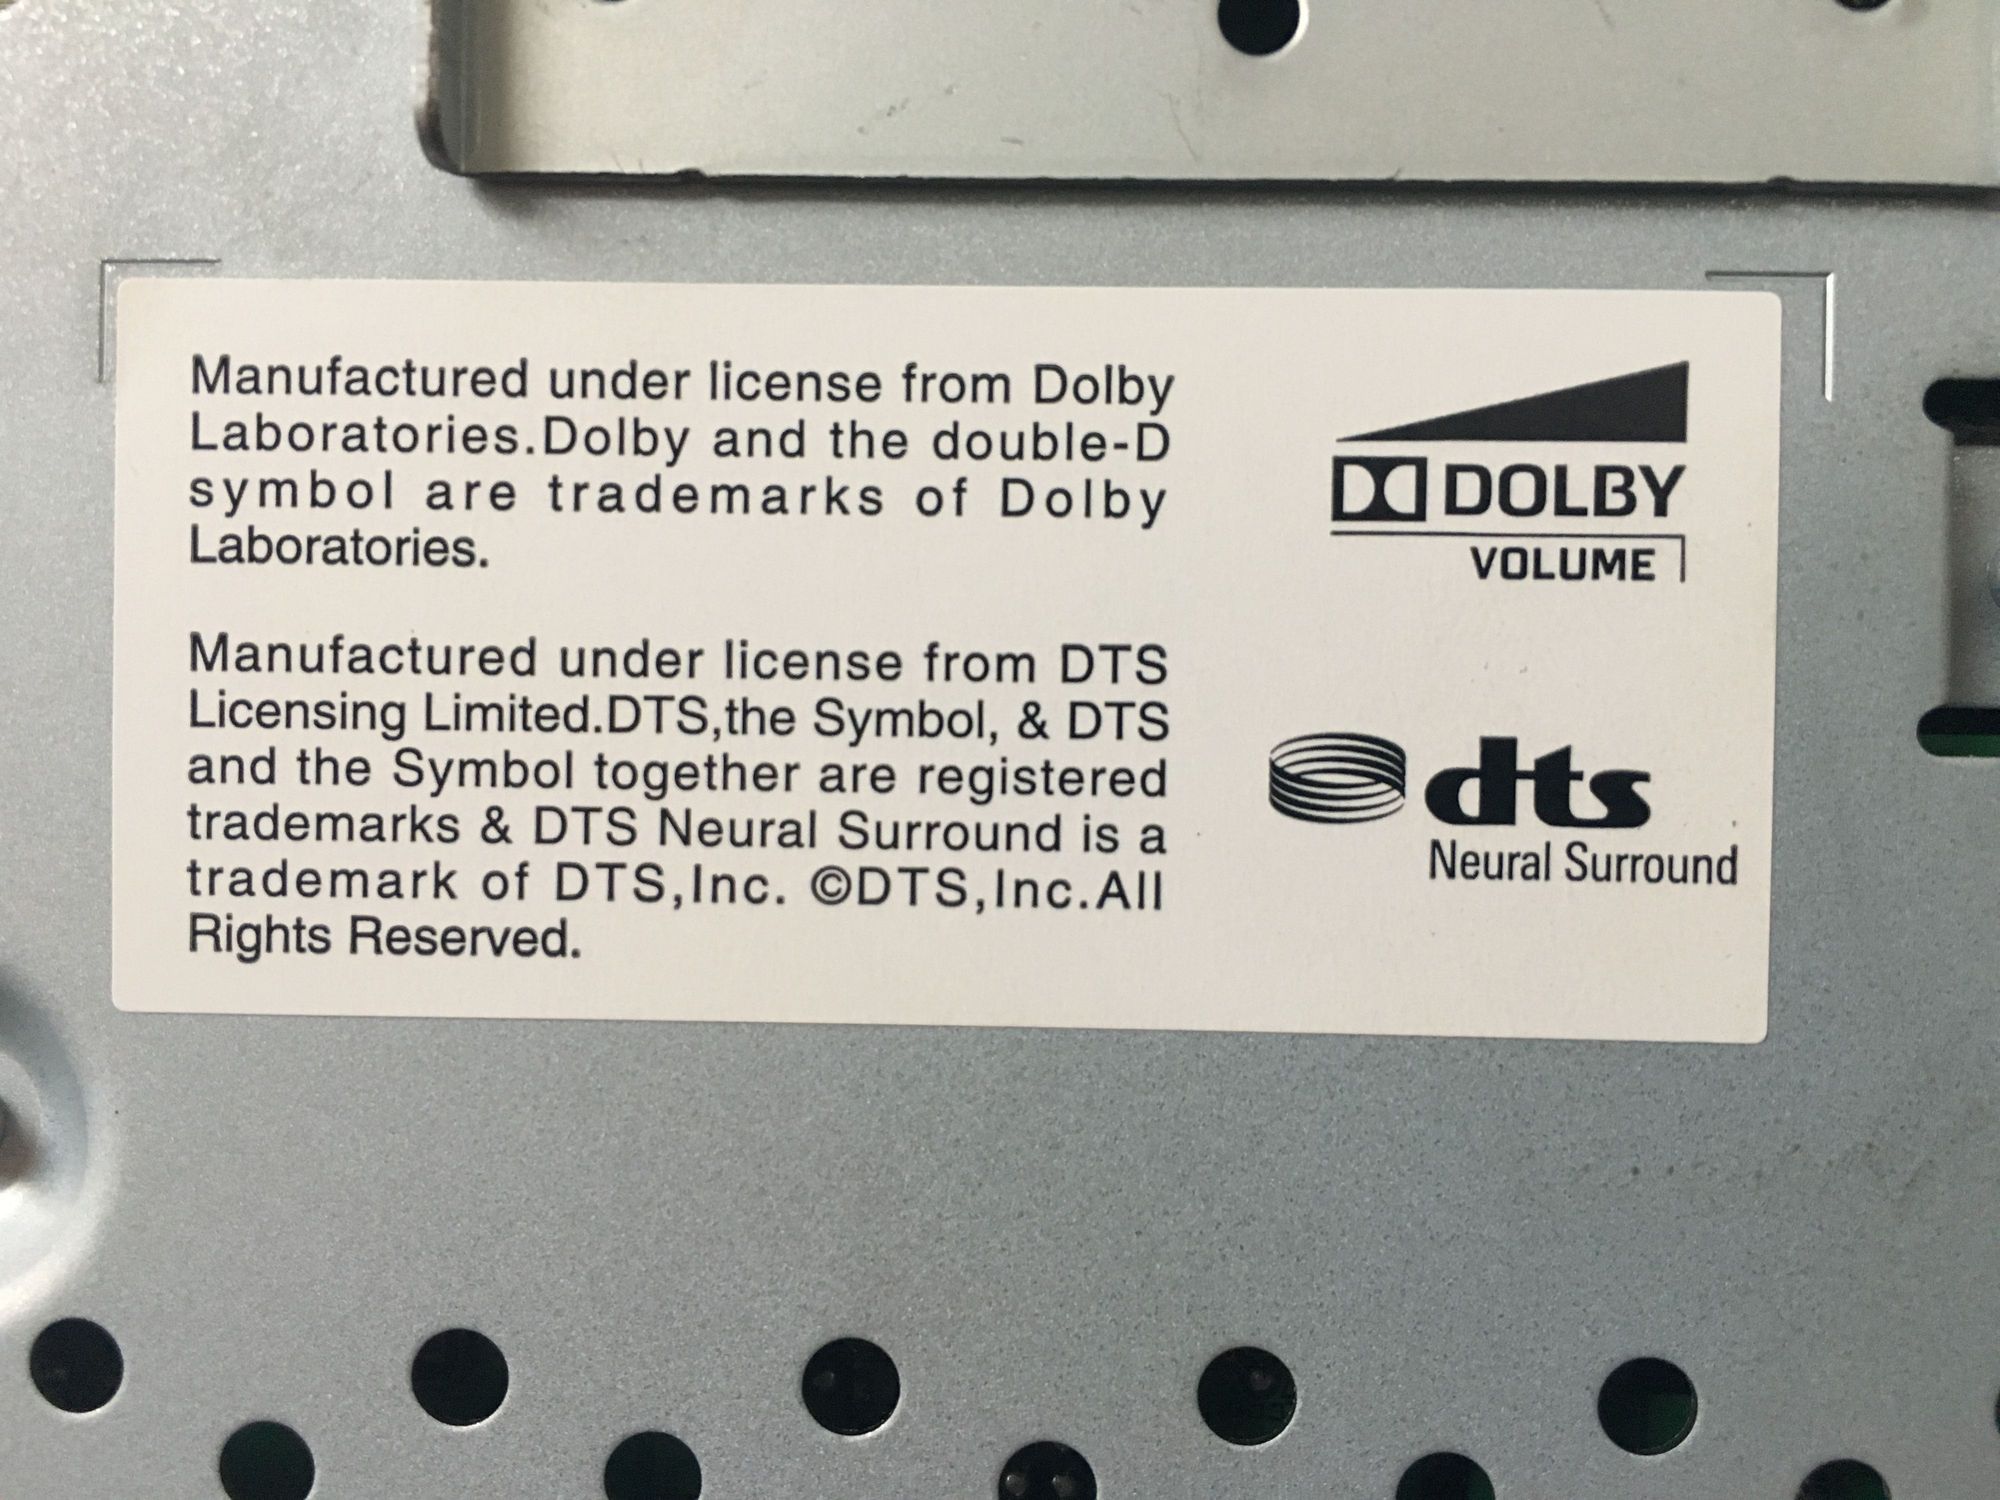 Manufactured under license from Dolby
Laboratories.Dolby and the double-D
symbol are trademarks of Dolby
Laboratories.
DOLBY
VOLUME
Manufactured under license from DTS
Licensing Limited.DTS,the Symbol, & DTS
and the Symbol together are registered
trademarks & DTS Neural Surround is a
trademark of DTS,Inc. ©DTS,Inc.All
Rights Reserved.
dts
Neural Surround